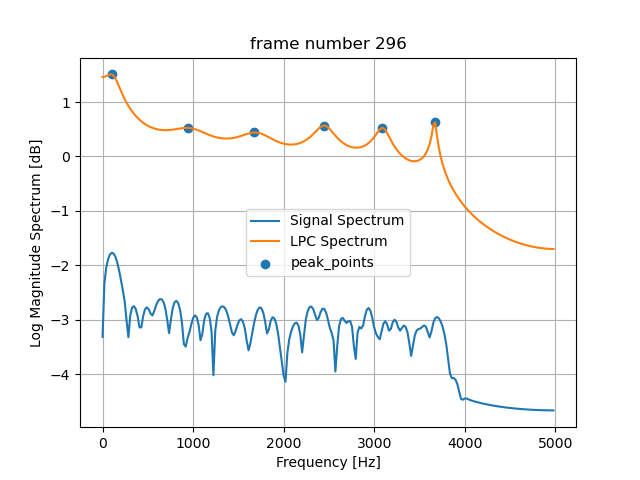 frame number 296
Log Magnitude Spectrum [dB]
1
0
−1
−2
−3
−4
Signal Spectrum
LPC Spectrum
peak_points
0 1000 2000 3000 4000 5000
Frequency [Hz]